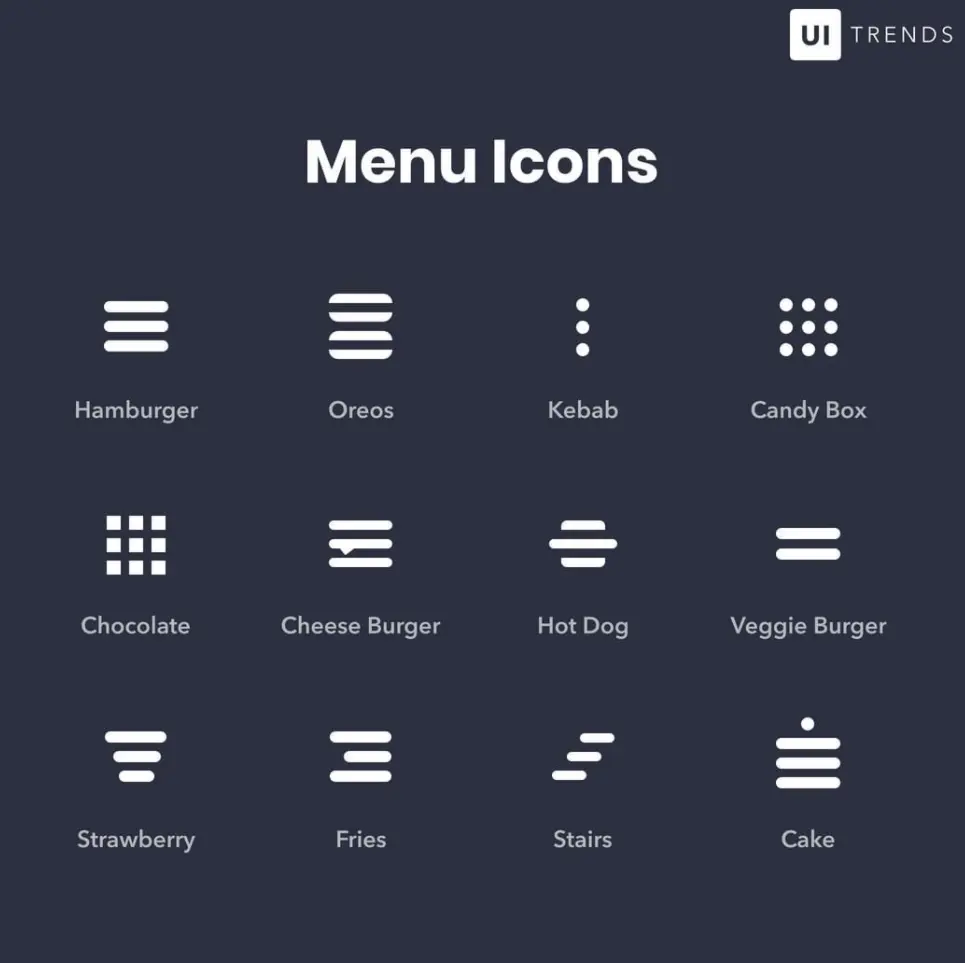 UI TRENDS
Menu Icons
Hamburger
Oreos
Kebab
Candy Box
Chocolate
Cheese Burger
Hot Dog
Veggie Burger
Strawberry
Fries
Stairs
Cake